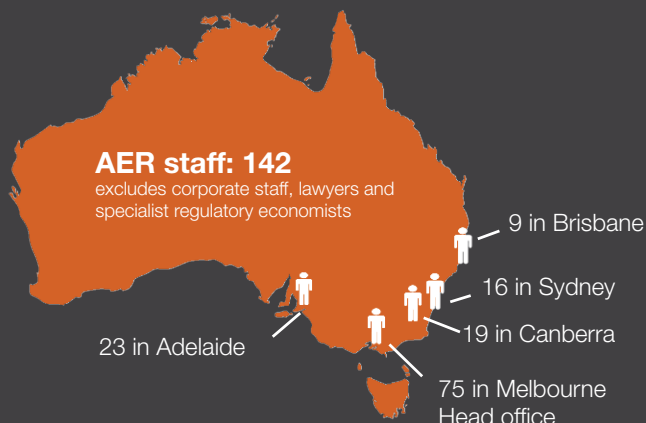 AER staff: 142
excludes corporate staff, lawyers and
specialist regulatory economists
9 in Brisbane
16 in Sydney
19 in Canberra
23 in Adelaide
75 in Melbourne
Head office